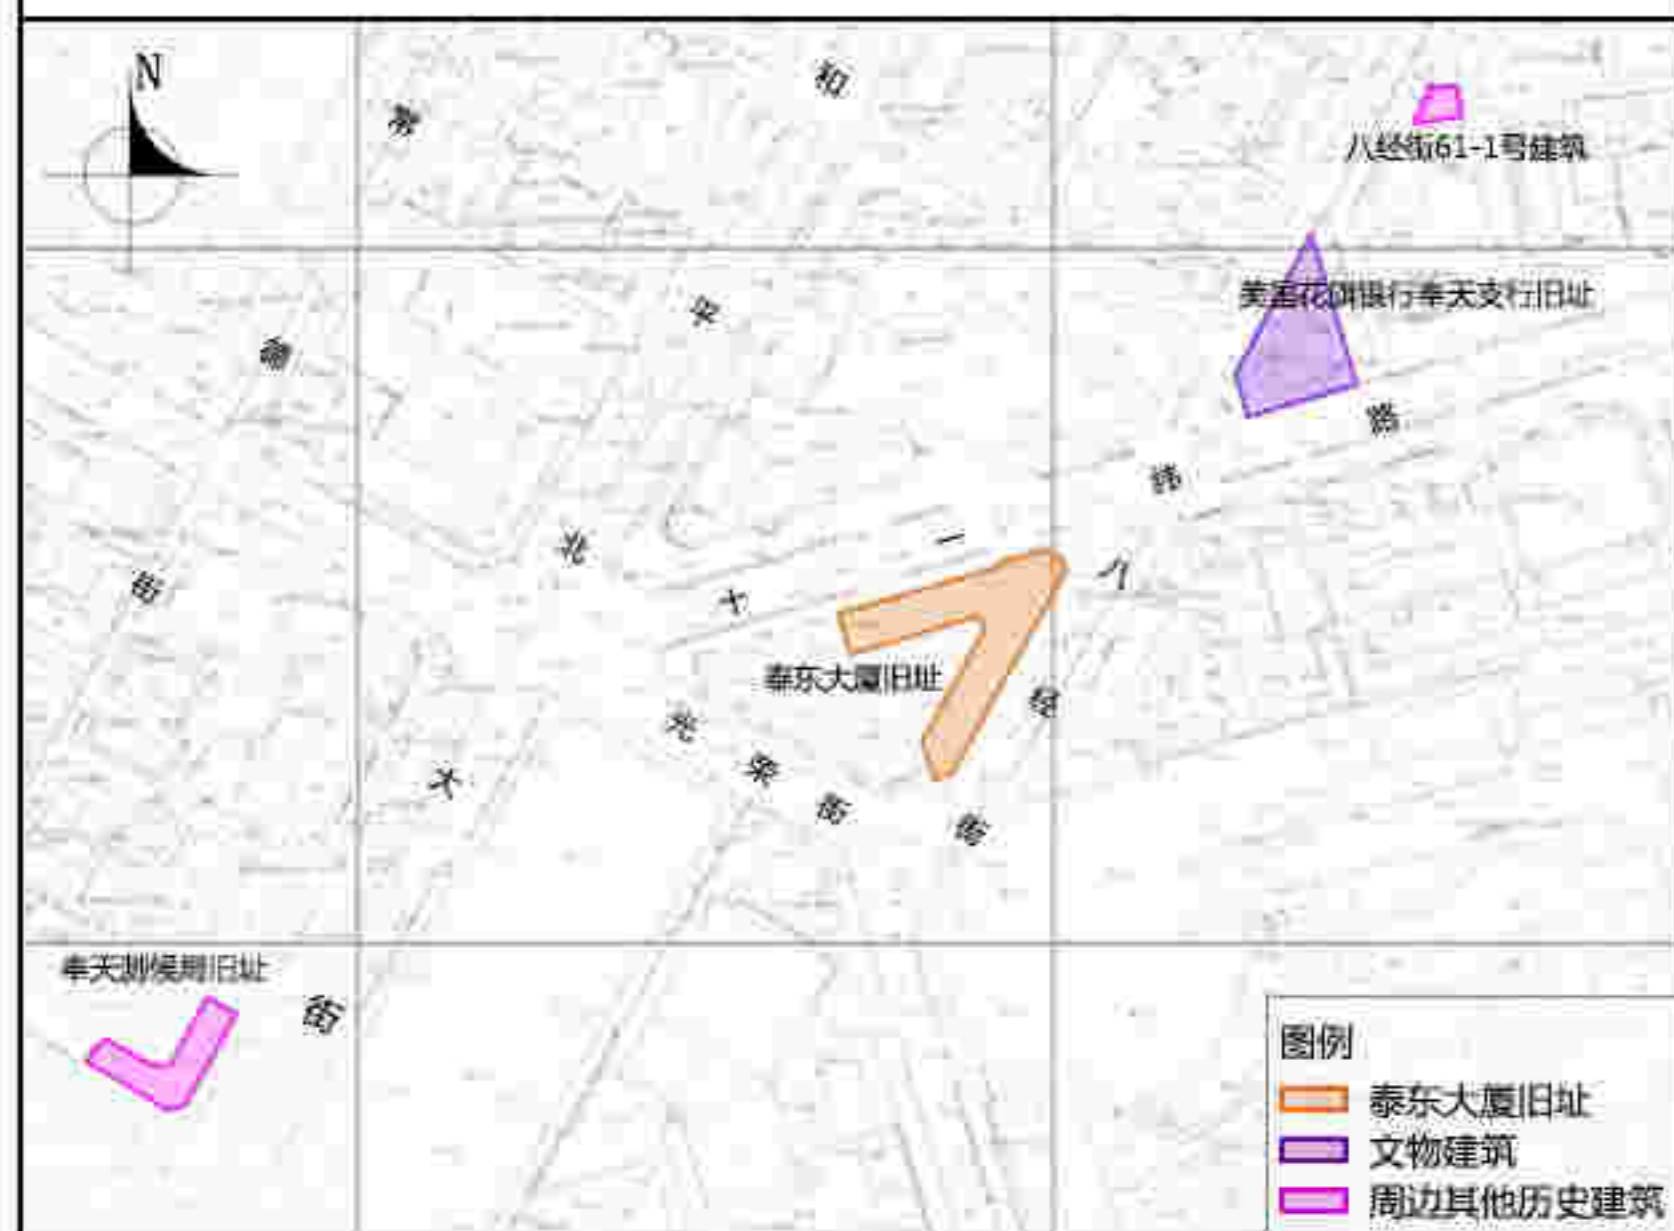 N
和平北大街
八经街61-1号建筑
美国花旗银行奉天支行旧址
十一纬路
八经街
泰东大厦旧址
光荣街
街
奉天测候局旧址
图例
泰东大厦旧址
文物建筑
周边其他历史建筑